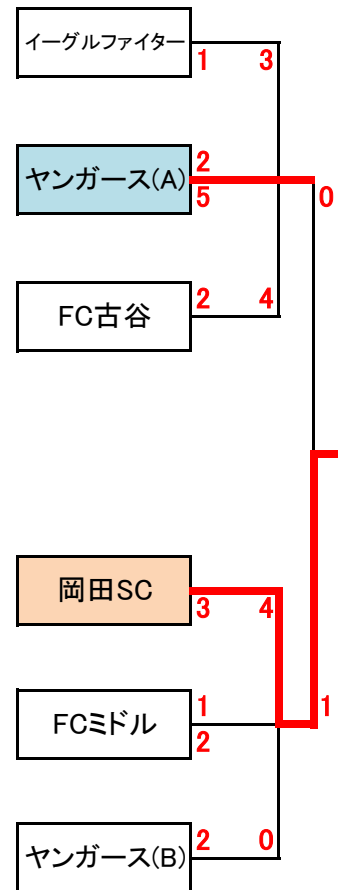 イーグルファイター
1 3
ヤンガース(A)
2
5
0
FC古谷
2 4
岡田SC
3 4
FCミドル
1
2
1
ヤンガース(B)
2 0